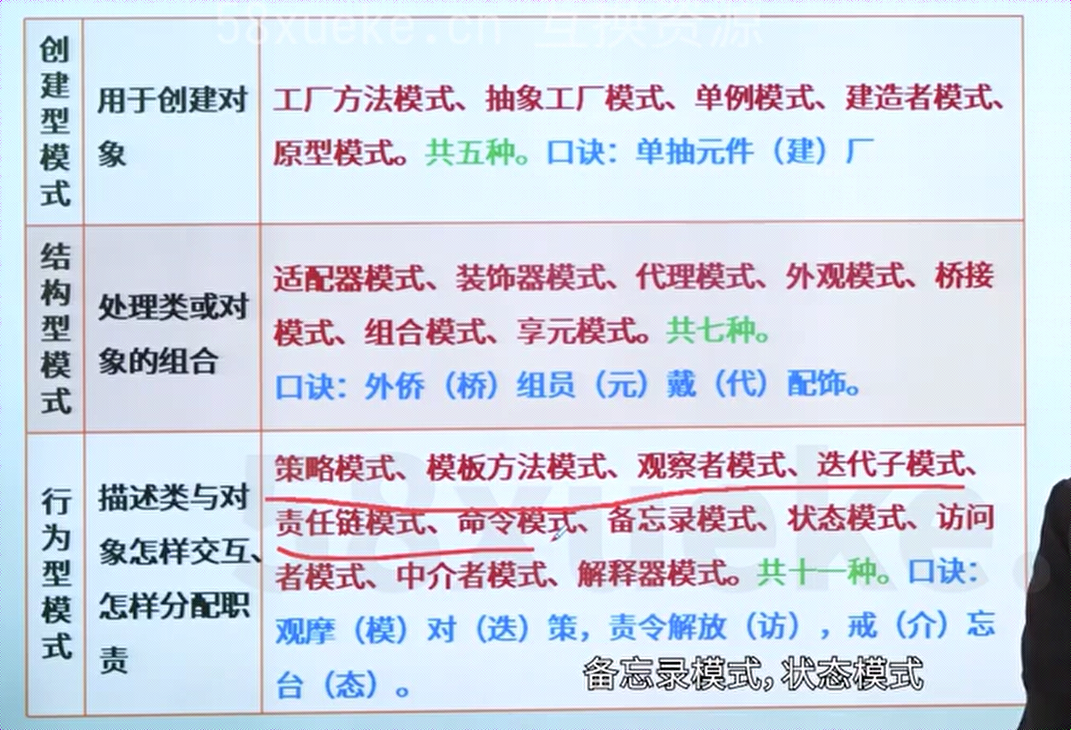 58xueke.cn 互换资源
创建型模式
用于创建对
象
工厂方法模式、抽象工厂模式、单例模式、建造者模式、
原型模式。共五种。口诀：单抽元件（建）厂
结构型模式
处理类或对
象的组合
适配器模式、装饰器模式、代理模式、外观模式、桥接
模式、组合模式、享元模式。共七种。
口诀：外侨（桥）组员（元）戴（代）配饰。
行为型模式
描述类与对
象怎样交互、
怎样分配职
责
策略模式、模板方法模式、观察者模式、迭代子模式、
责任链模式、命令模式、备忘录模式、状态模式、访问
者模式、中介者模式、解释器模式。共十一种。口诀：
观摩（模）对（迭）策，责令解放（访），戒（介）忘
台（态）。
58xueke.
备忘录模式,状态模式